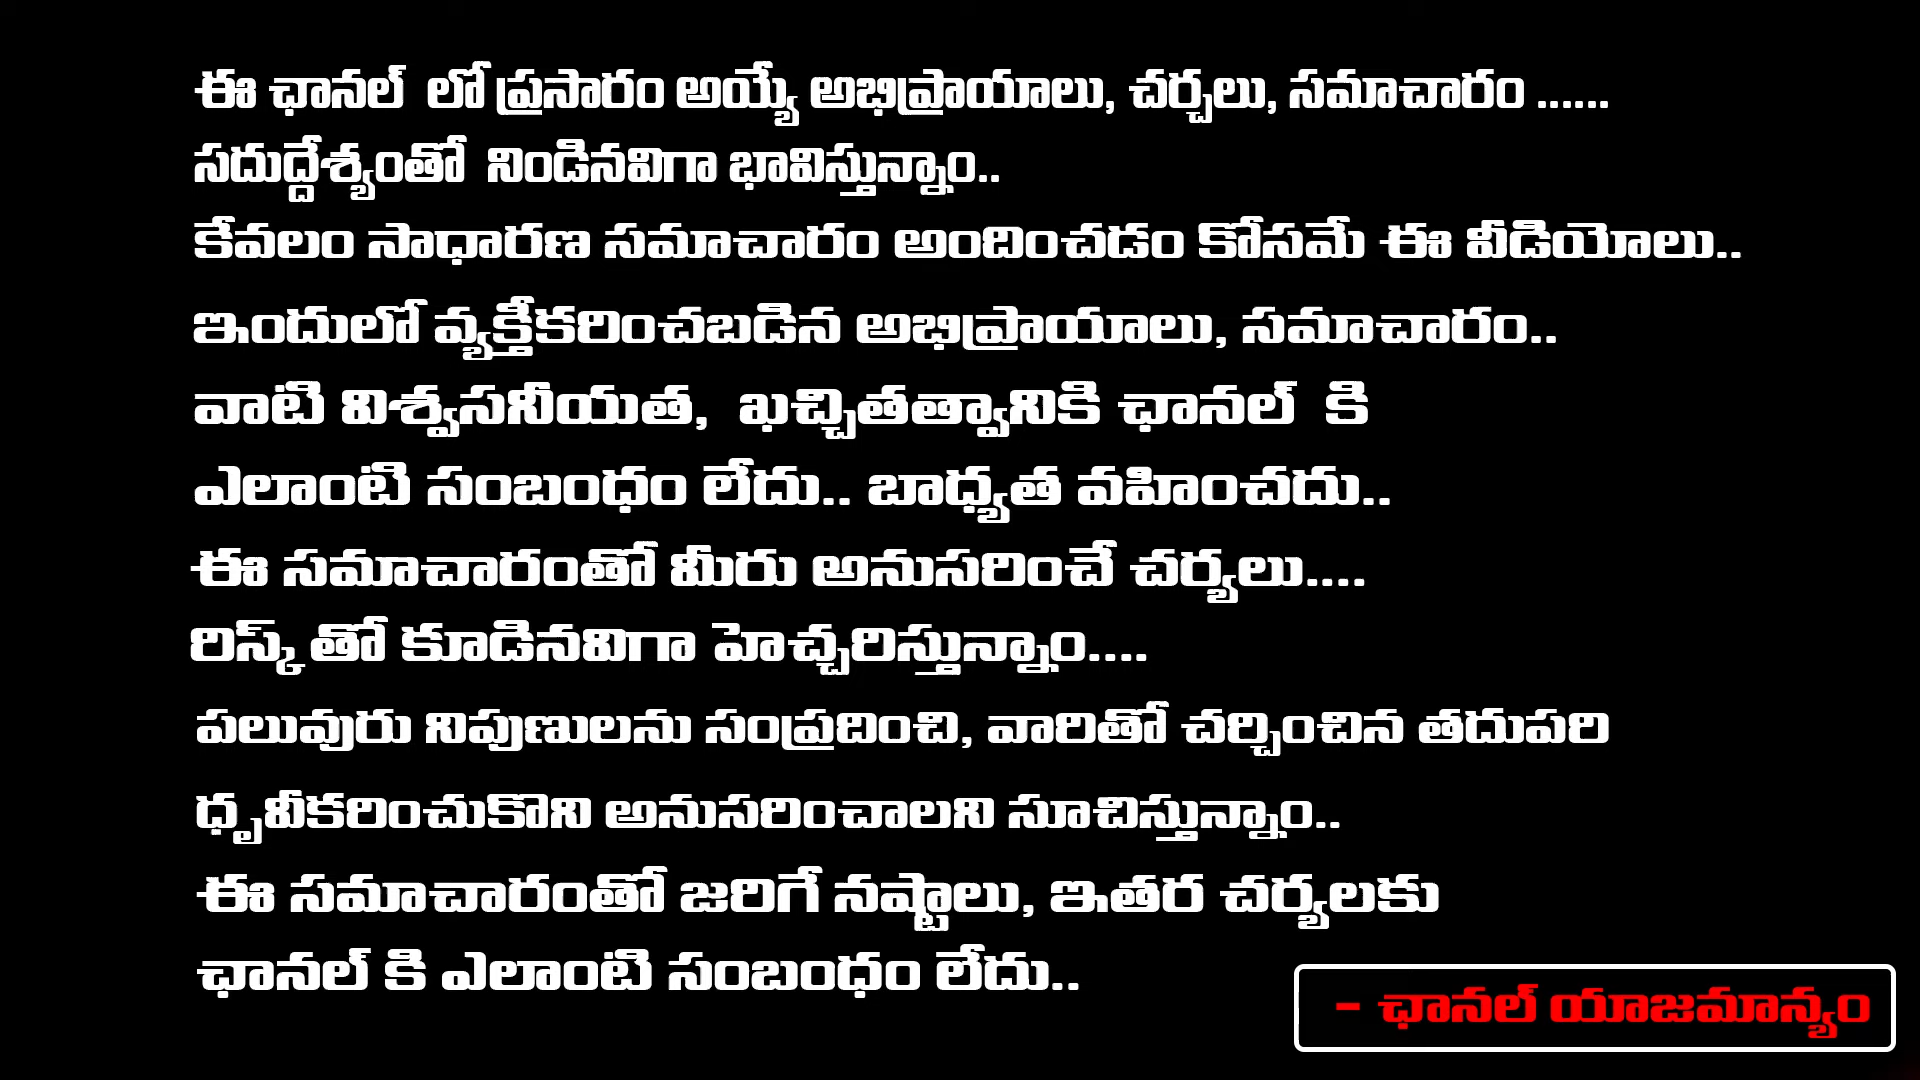 ఈ ఛానల్ లో ప్రసారం అయ్యే అభిప్రాయాలు, చర్చలు, సమాచారం ......
సదుద్దేశ్యంతో నిండినవిగా భావిస్తున్నాం..
కేవలం సాధారణ సమాచారం అందించడం కోసమే ఈ వీడియోలు..
ఇందులో వ్యక్తీకరించబడిన అభిప్రాయాలు, సమాచారం..
వాటి విశ్వసనీయత, ఖచ్చితత్వానికి ఛానల్ కి
ఎలాంటి సంబంధం లేదు.. బాధ్యత వహించదు..
ఈ సమాచారంతో మీరు అనుసరించే చర్యలు....
రిస్క్ తో కూడినవిగా హెచ్చరిస్తున్నాం....
పలువురు నిపుణులను సంప్రదించి, వారితో చర్చించిన తదుపరి
ధృవీకరించుకొని అనుసరించాలని సూచిస్తున్నాం..
ఈ సమాచారంతో జరిగే నష్టాలు, ఇతర చర్యలకు
ఛానల్ కి ఎలాంటి సంబంధం లేదు..
- ఛానల్ యాజమాన్యం